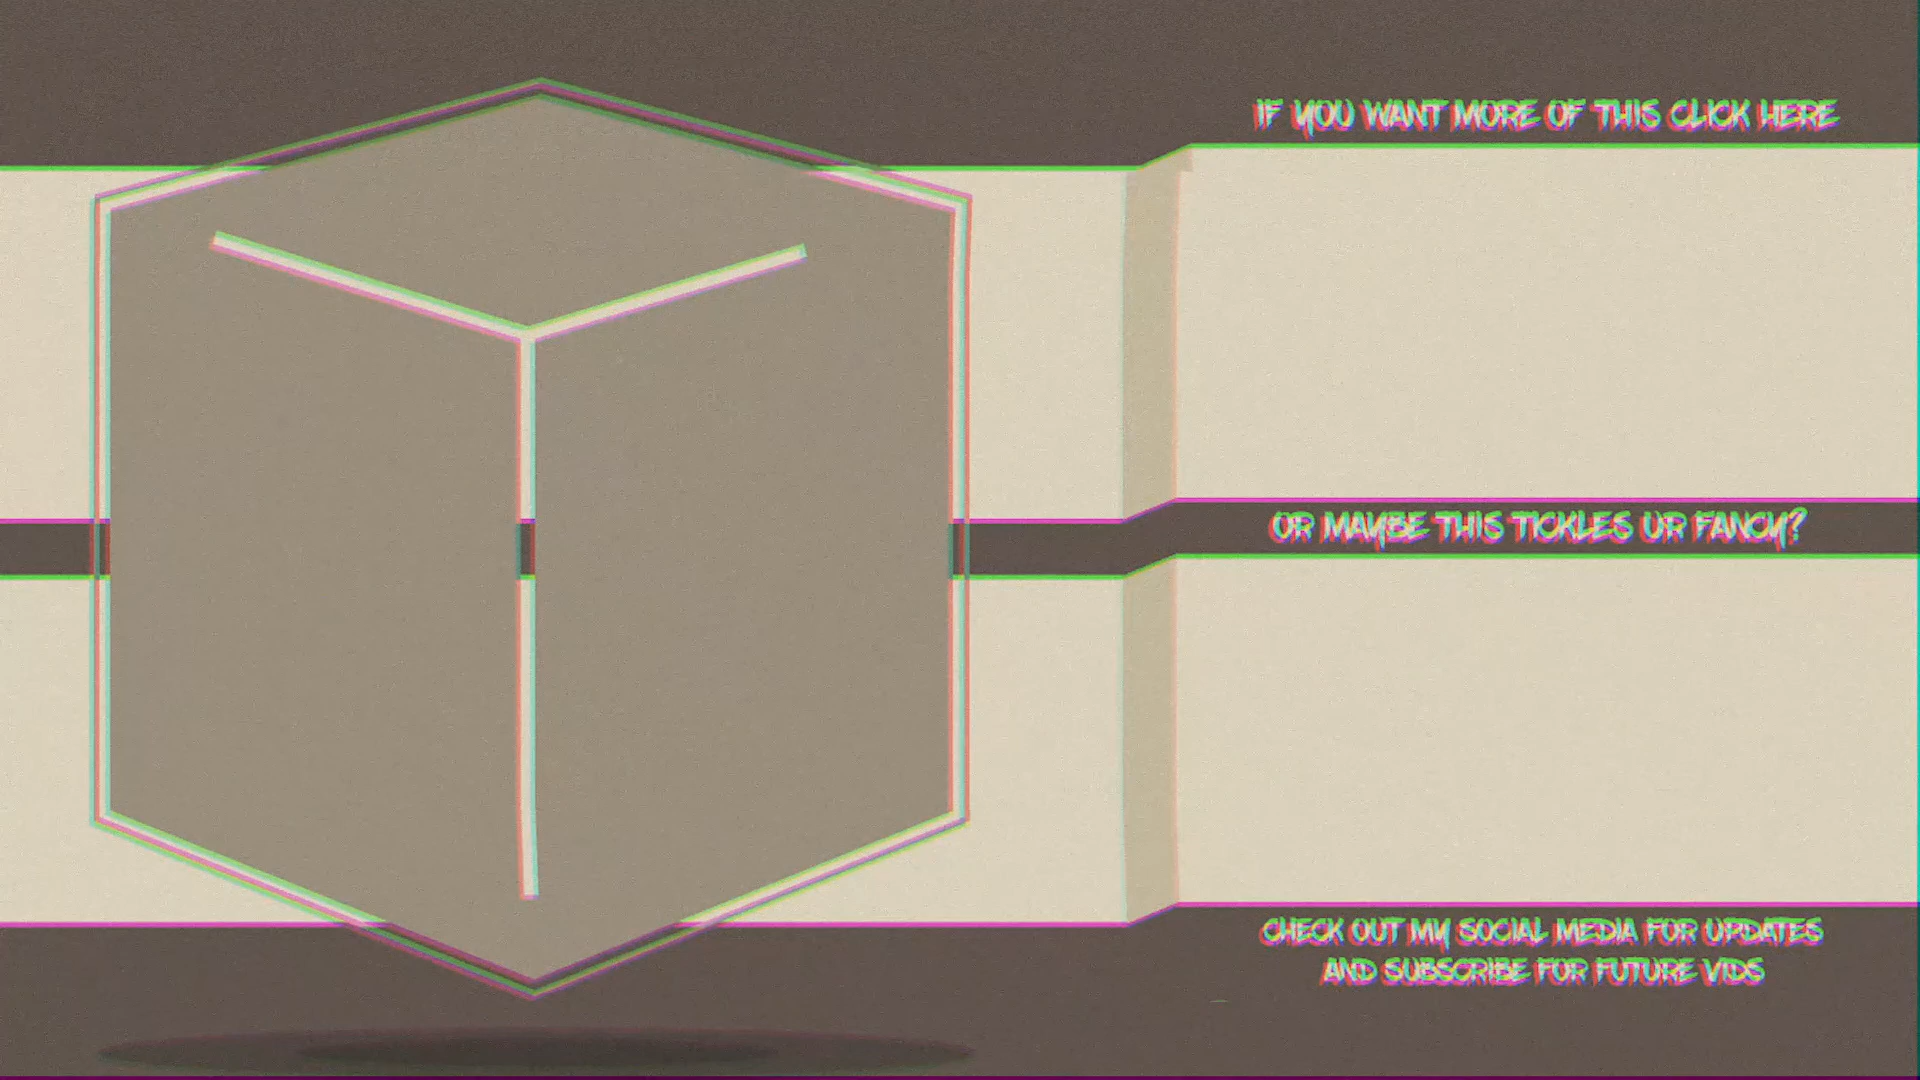 IF YOU WANT MORE OF THIS CLICK HERE
OR MAYBE THIS TICKLES UR FANCY?
CHECK OUT MY SOCIAL MEDIA FOR UPDATES
AND SUBSCRIBE FOR FUTURE VIDS